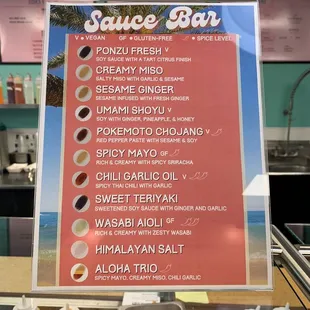 Sauce Bar
V • VEGAN GF • GLUTEN-FREE • SPICE LEVEL
PONZU FRESH V
SOY SAUCE WITH A TART CITRUS FRESH
CREAMY MISO
SALTY MISO WITH GARLIC & SESAME
SESAME GINGER
SESAME INFUSED WITH FRESH GINGER
UMAMI SHOYU V
SOY WITH GINGER, PINEAPPLE, & HONEY
POKEMOTO CHOJANG V
RED PEPPER PASTE WITH SESAME & SOY
SPICY MAYO GF
RICH & CREAMY WITH SPICY SRIRACHA
CHILI GARLIC OIL V
SPICY THAI CHILI WITH GARLIC
SWEET TERIYAKI
SWEETENED SOY SAUCE WITH GINGER AND GARLIC
WASABI AIOLI GF
RICH & CREAMY WITH ZESTY WASABI
HIMALAYAN SALT
ALOHA TRIO
SPICY MAYO, CREAMY MISO, CHILI GARLIC